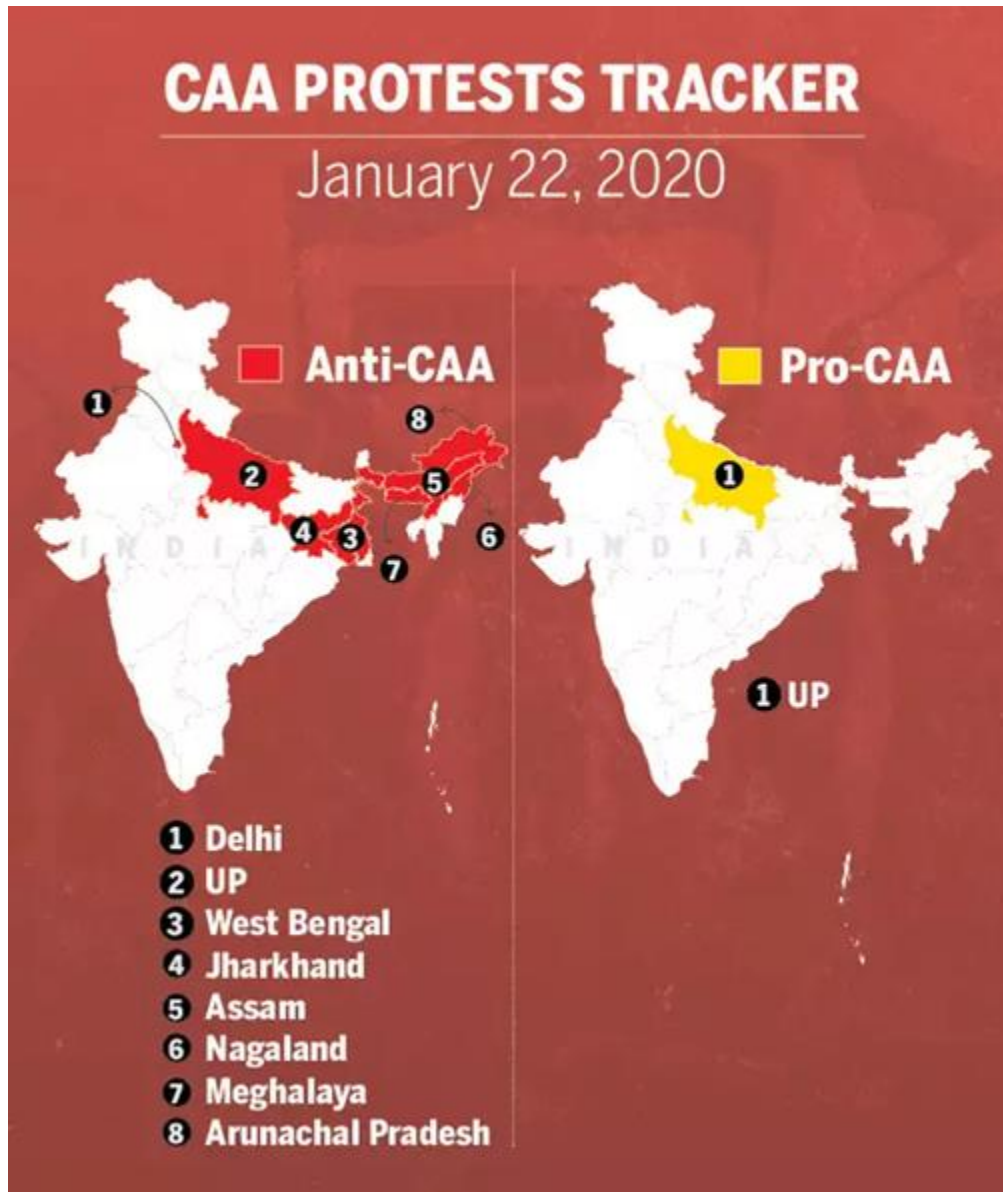 CAA PROTESTS TRACKER
January 22, 2020
Anti-CAA
1
8
2
5
4
3
6
7
INDIA
1 Delhi
2 UP
3 West Bengal
4 Jharkhand
5 Assam
6 Nagaland
7 Meghalaya
8 Arunachal Pradesh
Pro-CAA
1
INDIA
1 UP